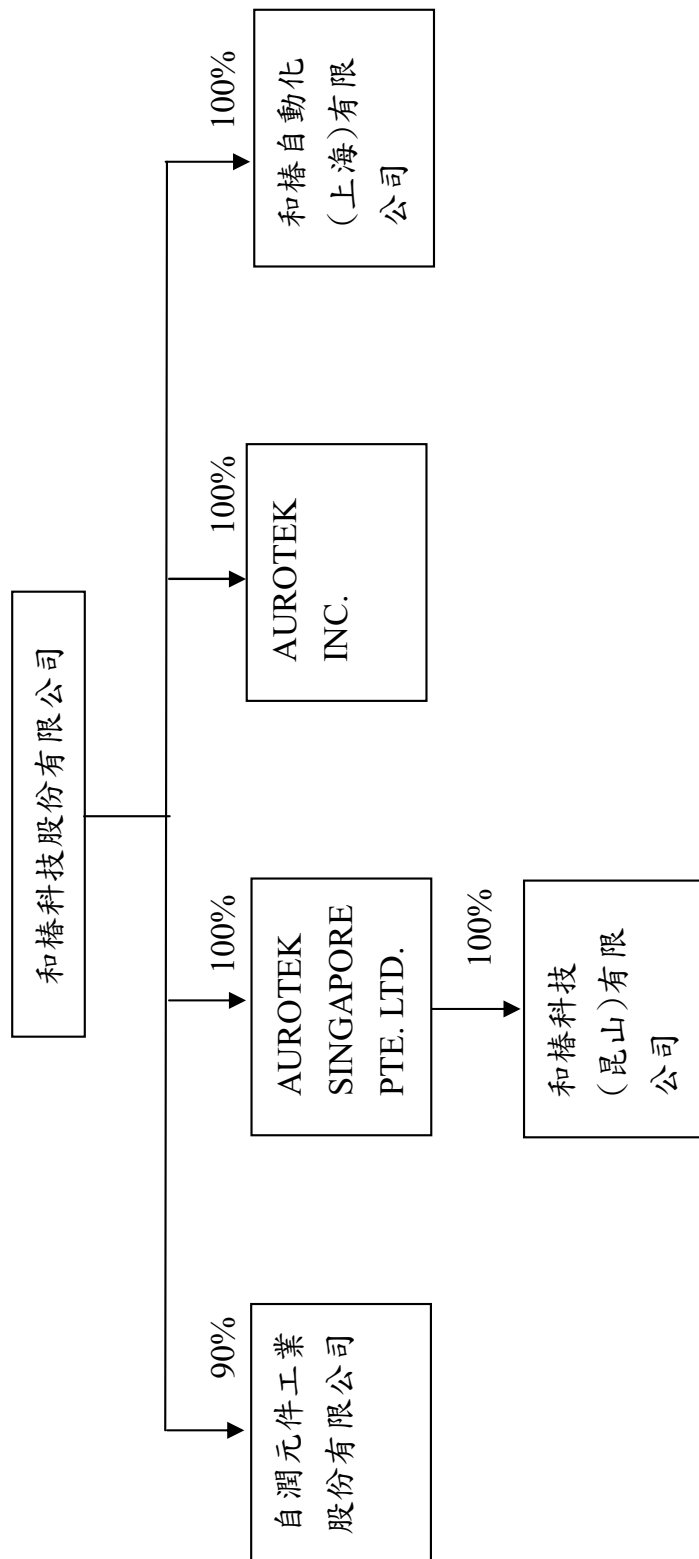 和椿科技股份有限公司
90%
自潤元件工業
股份有限公司
100%
AUROTEK
SINGAPORE
PTE. LTD.
100%
和椿科技
(昆山)有限
公司
100%
AUROTEK
INC.
100%
和椿自動化
(上海)有限
公司